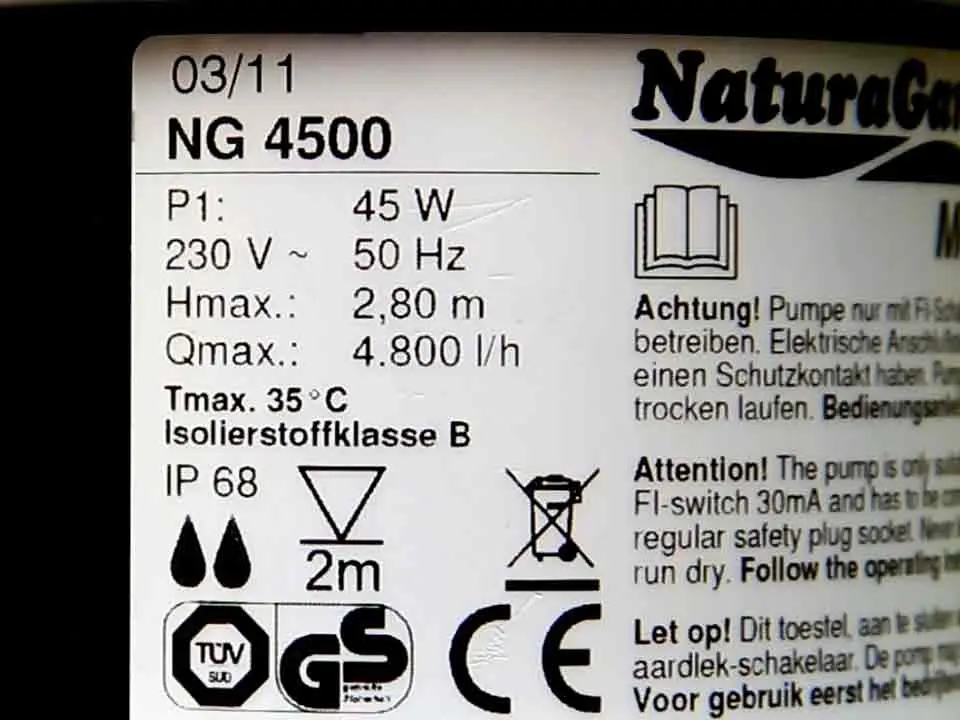 03/11
NG 4500
P1: 45 W
230 V ~ 50 Hz
Hmax.: 2,80 m
Qmax.: 4.800 l/h
Tmax. 35°C
Isolierstoffklasse B
IP 68
2m
TÜV
SÜD
GS
CE
Achtung! Pumpe nur mit
betreiben. Elektrische
einen Schutzkontakt haben.
trocken laufen.
Attention! The pump is only
FI-switch 30mA and has to be
regular safety plug socket. Never
run dry. Follow the operating
Let op! Dit toestel, aan te
aardlek-schakelaar. De pomp
Voor gebruik eerst het